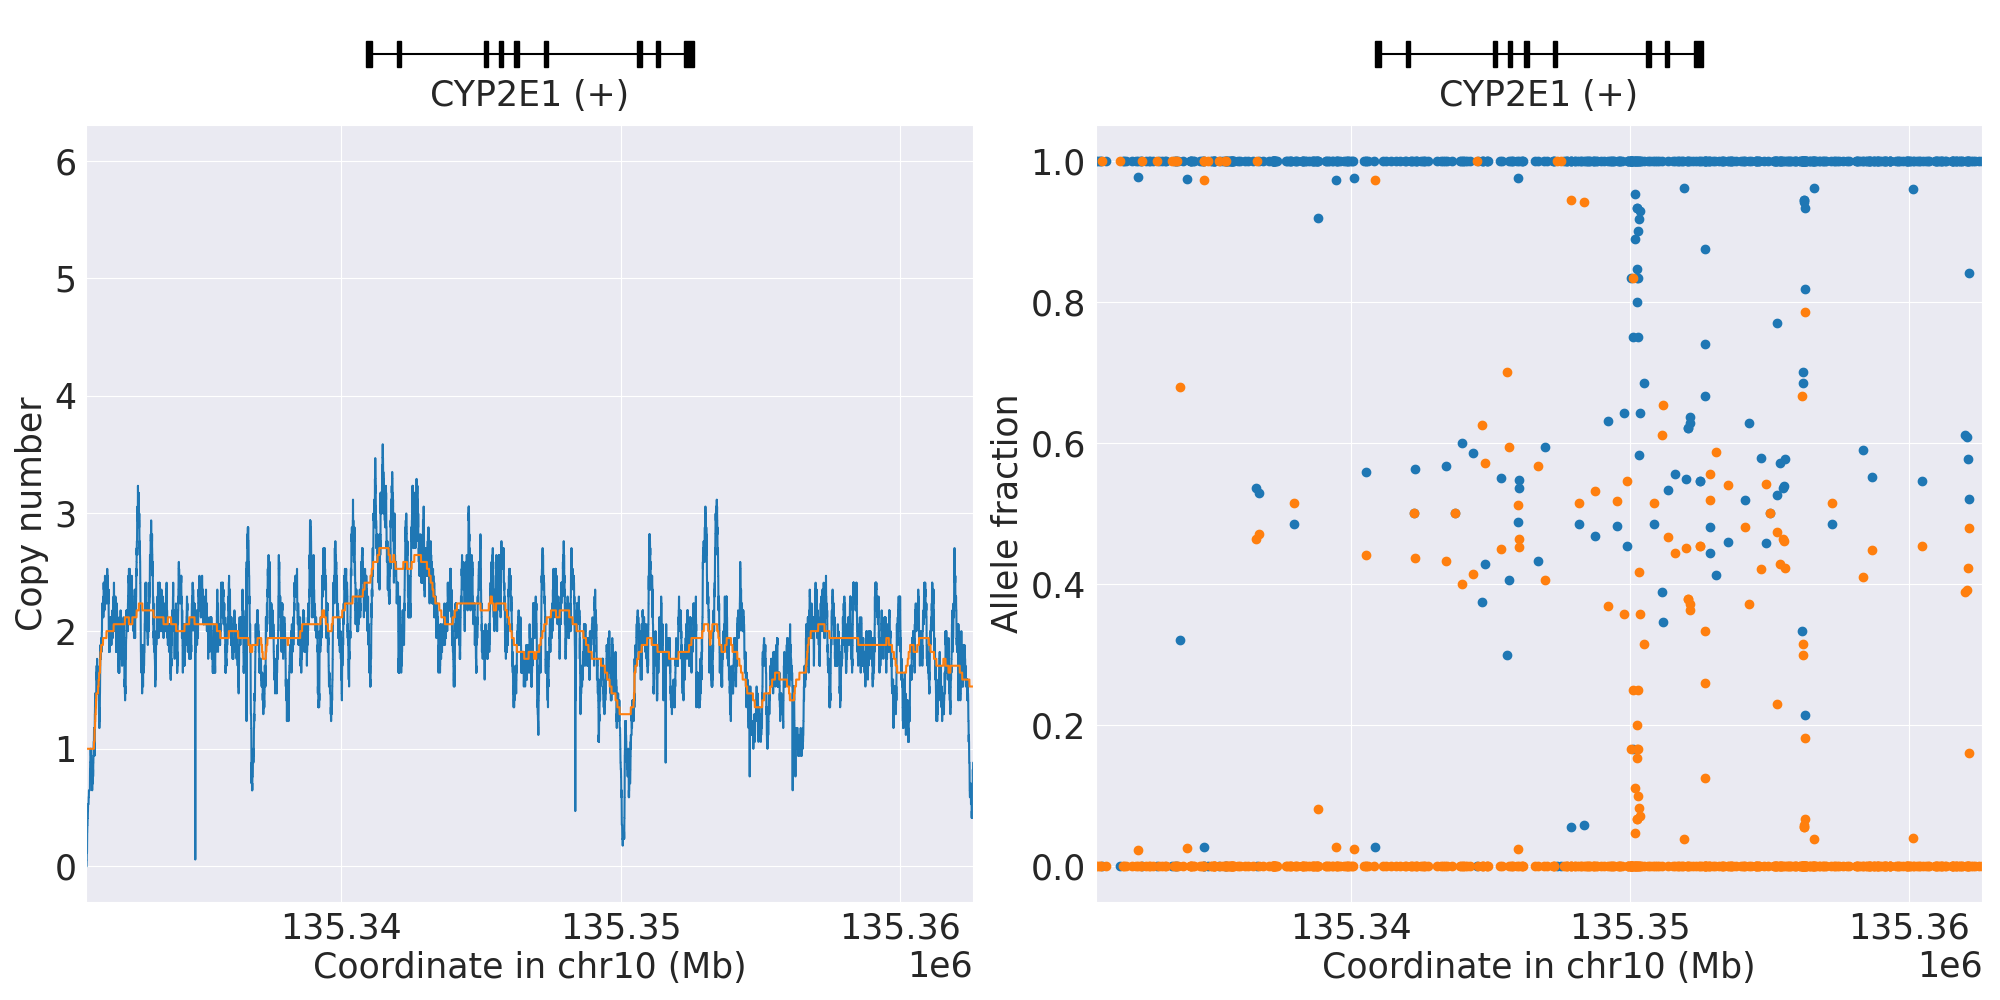 CYP2E1 (+)
CYP2E1 (+)
Copy number
6
5
4
3
2
1
0
135.34
135.35
135.36
Coordinate in chr10 (Mb)
1e6
Allele fraction
1.0
0.8
0.6
0.4
0.2
0.0
135.34
135.35
135.36
Coordinate in chr10 (Mb)
1e6